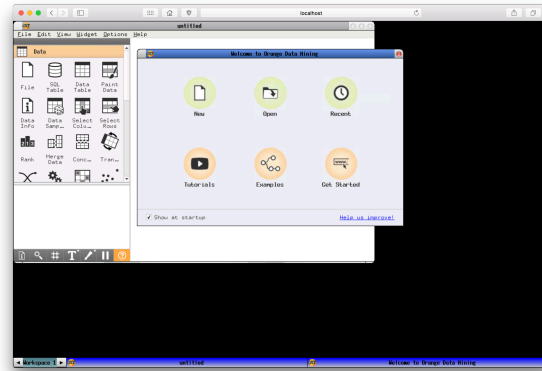 localhost
untitled
File Edit View Widget Options Help
Data
File
SQL Table
Data Table
Paint Data
Data Info
Data Samp…
Select Colu…
Select Rows
Rank
Merge Data
Conc…
Tran…
Welcome to Orange Data Mining
New
Open
Recent
Tutorials
Examples
Get Started
Show at startup
Help us improve!
Workspace 1
untitled
Welcome to Orange Data Mining